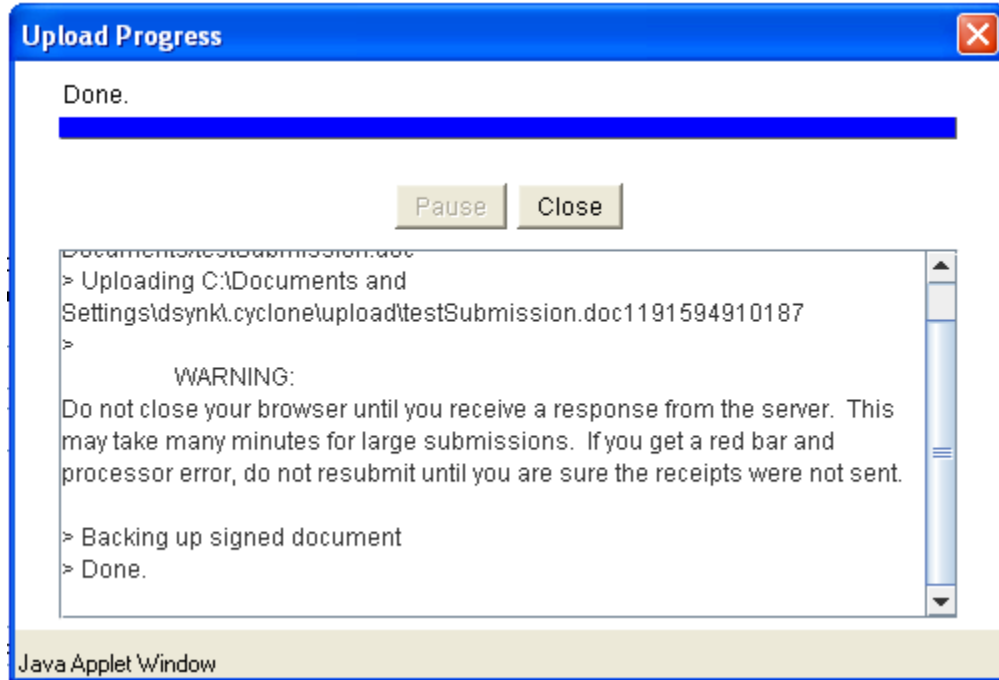 Upload Progress
Done.
Pause Close
Documents\testSubmission.doc
> Uploading C:\Documents and
Settings\dsynk\.cyclone\upload\testSubmission.doc1191594910187
>
WARNING:
Do not close your browser until you receive a response from the server. This
may take many minutes for large submissions. If you get a red bar and
processor error, do not resubmit until you are sure the receipts were not sent.
> Backing up signed document
> Done.
Java Applet Window